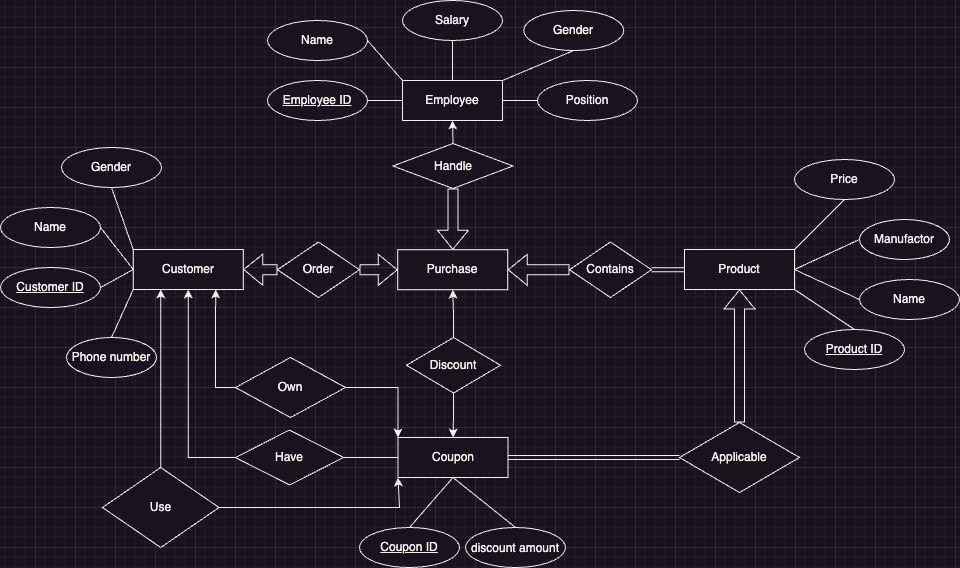 Salary
Name
Gender
Employee ID
Employee
Position
Handle
Gender
Price
Name
Manufactor
Customer
Order
Purchase
Contains
Product
Customer ID
Name
Phone number
Discount
Product ID
Own
Have
Coupon
Applicable
Use
Coupon ID
discount amount